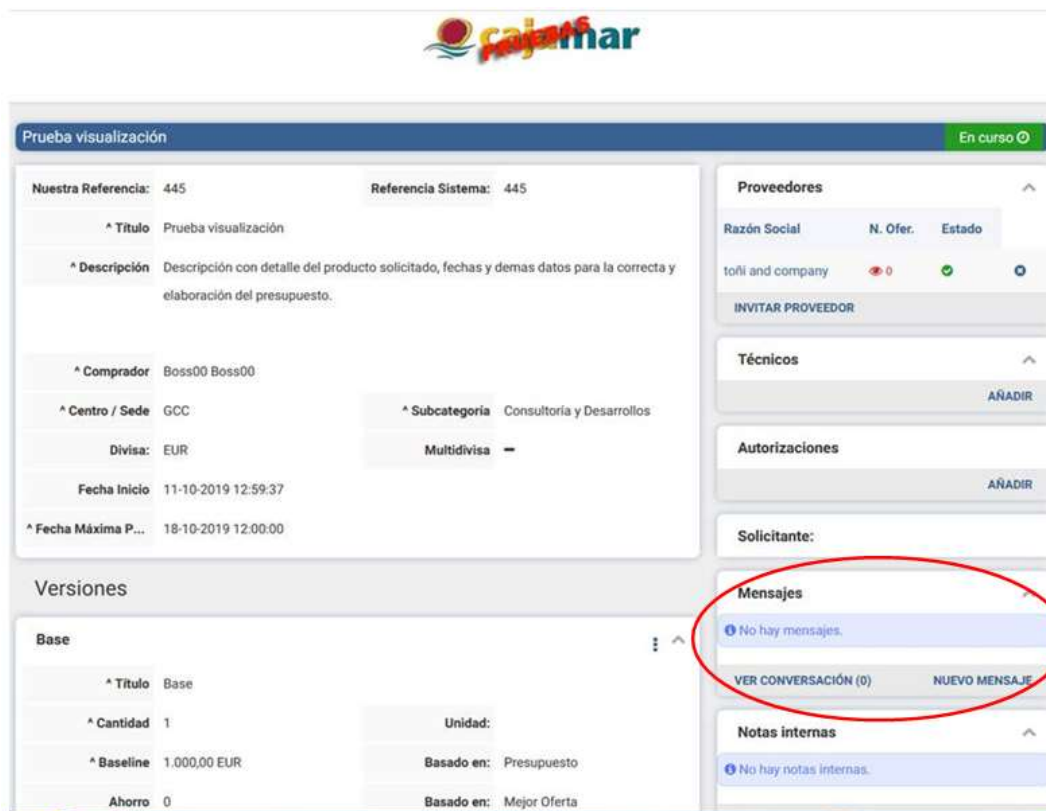 cajamar
PRUEBAS
Prueba visualización
En curso
Nuestra Referencia: 445 Referencia Sistema: 445
^ Título Prueba visualización
^ Descripción Descripción con detalle del producto solicitado, fechas y demas datos para la correcta y
elaboración del presupuesto.
^ Comprador Boss00 Boss00
^ Centro / Sede GCC ^ Subcategoría Consultoría y Desarrollos
Divisa: EUR Multidivisa –
Fecha Inicio 11-10-2019 12:59:37
^ Fecha Máxima P... 18-10-2019 12:00:00
Versiones
Base
^ Título Base
^ Cantidad 1 Unidad:
^ Baseline 1.000,00 EUR Basado en: Presupuesto
Ahorro 0 Basado en: Mejor Oferta
Proveedores
Razón Social N. Ofer. Estado
toñi and company 0
INVITAR PROVEEDOR
Técnicos
AÑADIR
Autorizaciones
AÑADIR
Solicitante:
Mensajes
No hay mensajes.
VER CONVERSACIÓN (0) NUEVO MENSAJE
Notas internas
No hay notas internas.